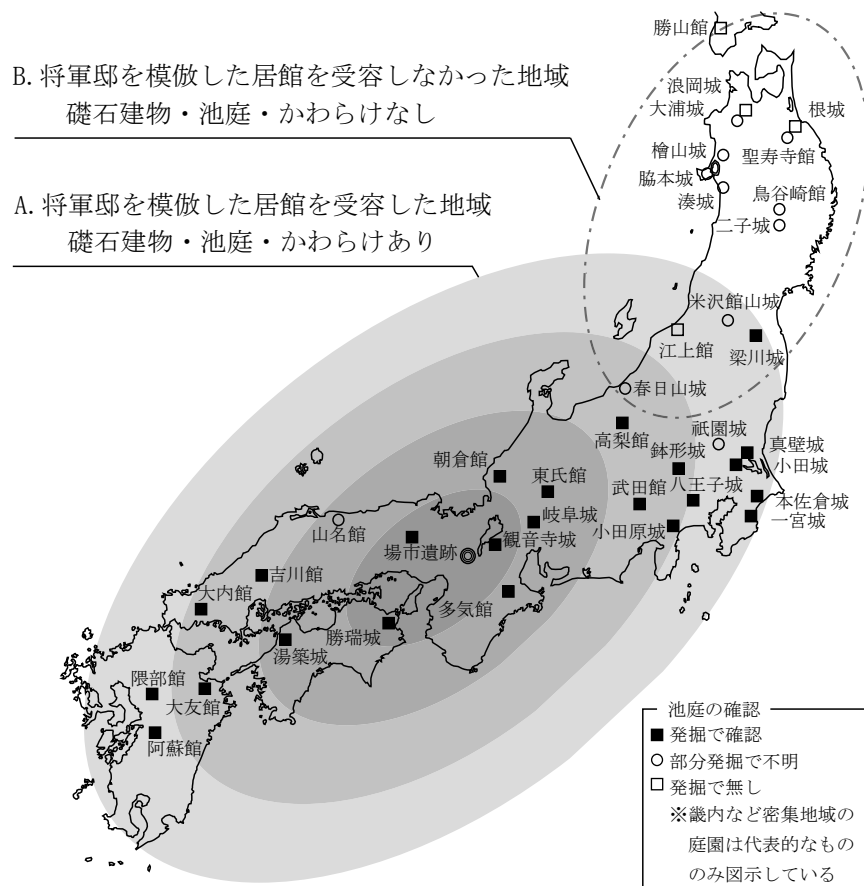 勝山館
B.将軍邸を模倣した居館を受容しなかった地域
礎石建物・池庭・かわらけなし
浪岡城
大浦城
根城
檜山城
聖寿寺館
脇本城
湊城
鳥谷崎館
二子城
A.将軍邸を模倣した居館を受容した地域
礎石建物・池庭・かわらけあり
米沢館山城
江上館
梁川城
春日山城
高梨館
祇園城
鉢形城
真壁城
小田城
朝倉館
東氏館
武田館
八王子城
本佐倉城
一宮城
岐阜城
小田原城
山名館
場市遺跡
観音寺城
吉川館
大内館
多気館
勝瑞城
湯築城
隈部館
大友館
阿蘇館
池庭の確認
■発掘で確認
○部分発掘で不明
□発掘で無し
※畿内など密集地域の
庭園は代表的なもの
のみ図示している